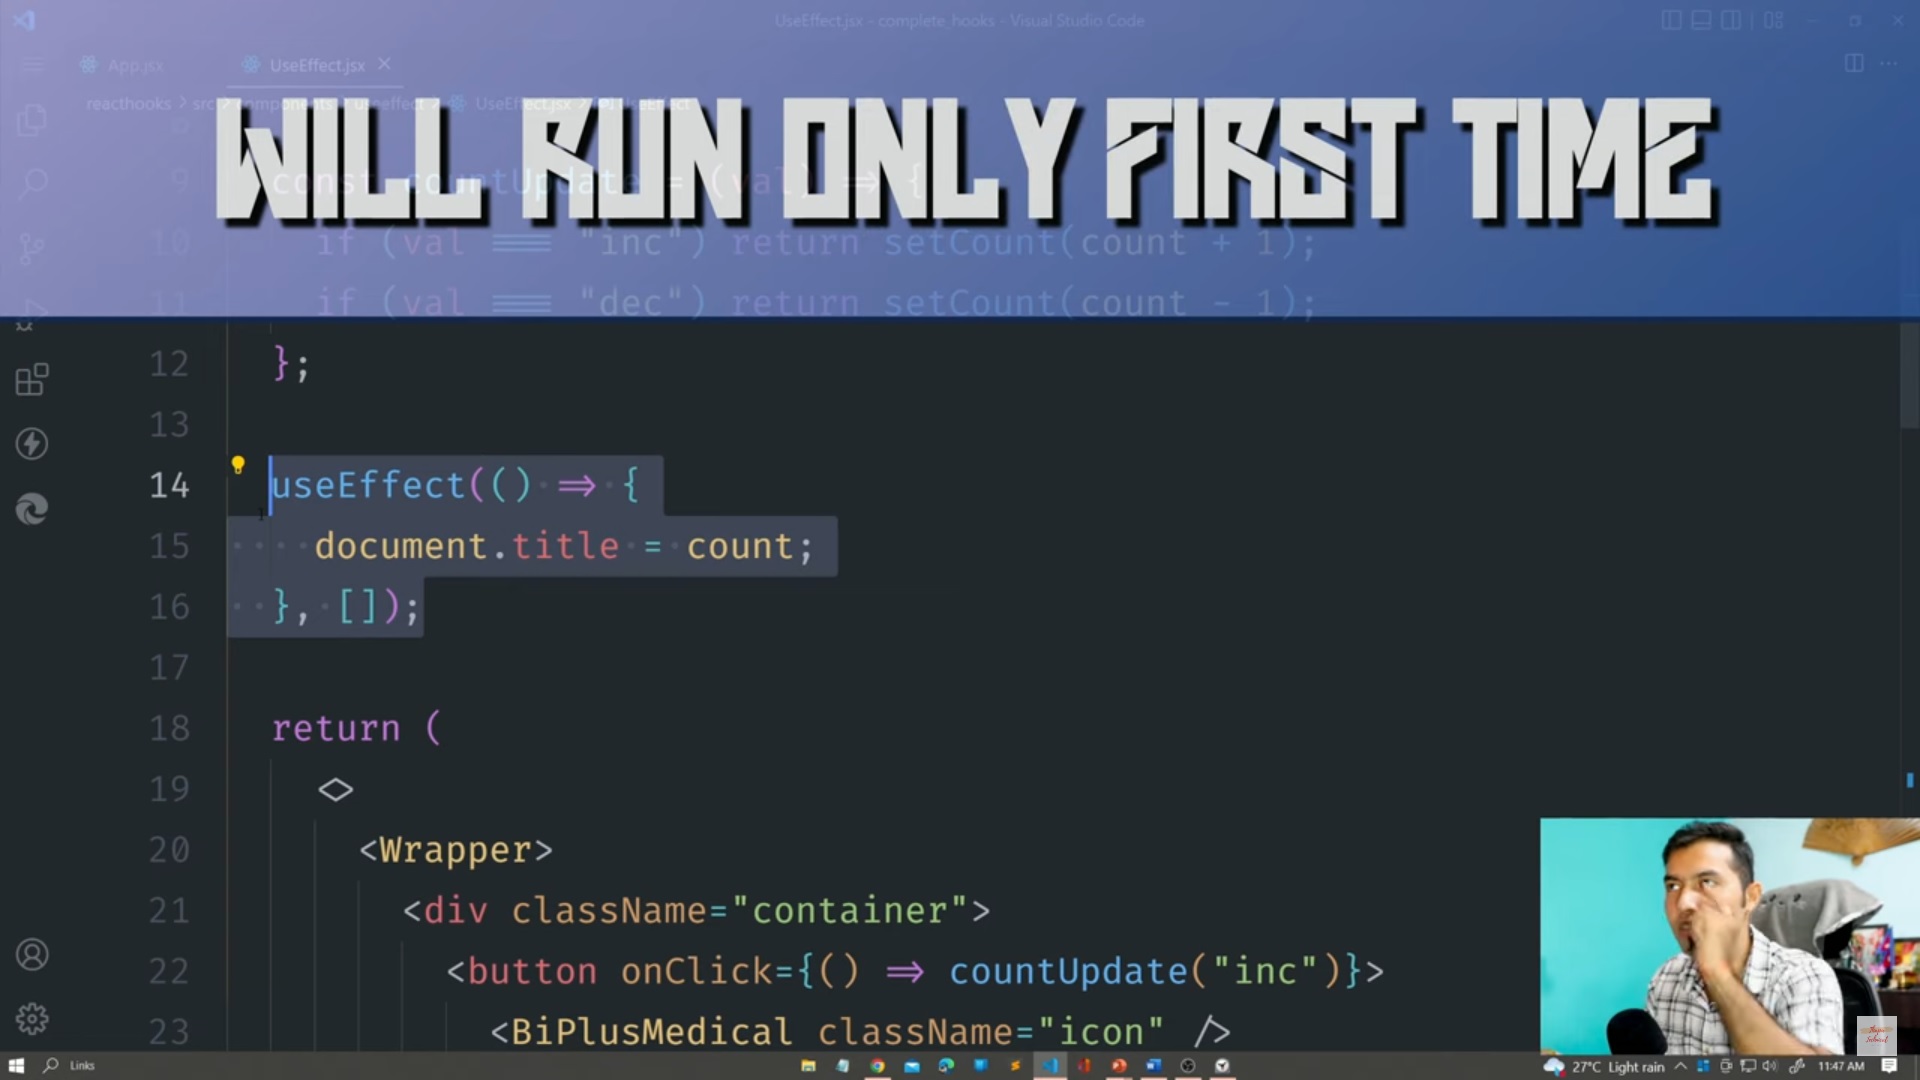 UseEffect.jsx - complete_hooks - Visual Studio Code
App.jsx
UseEffect.jsx
reacthooks > src > components > useeffect > UseEffect.jsx > UseEffect
WILL RUN ONLY FIRST TIME
9 const countUpdate = (val) => {
10 if (val === "inc") return setCount(count + 1);
11 if (val === "dec") return setCount(count - 1);
12 };
13
14 useEffect(() => {
15 document.title = count;
16 }, []);
17
18 return (
19 <>
20 <Wrapper>
21 <div className="container">
22 <button onClick={() => countUpdate("inc")}>
23 <BiPlusMedical className="icon" />
Links
27°C Light rain
11:47 AM